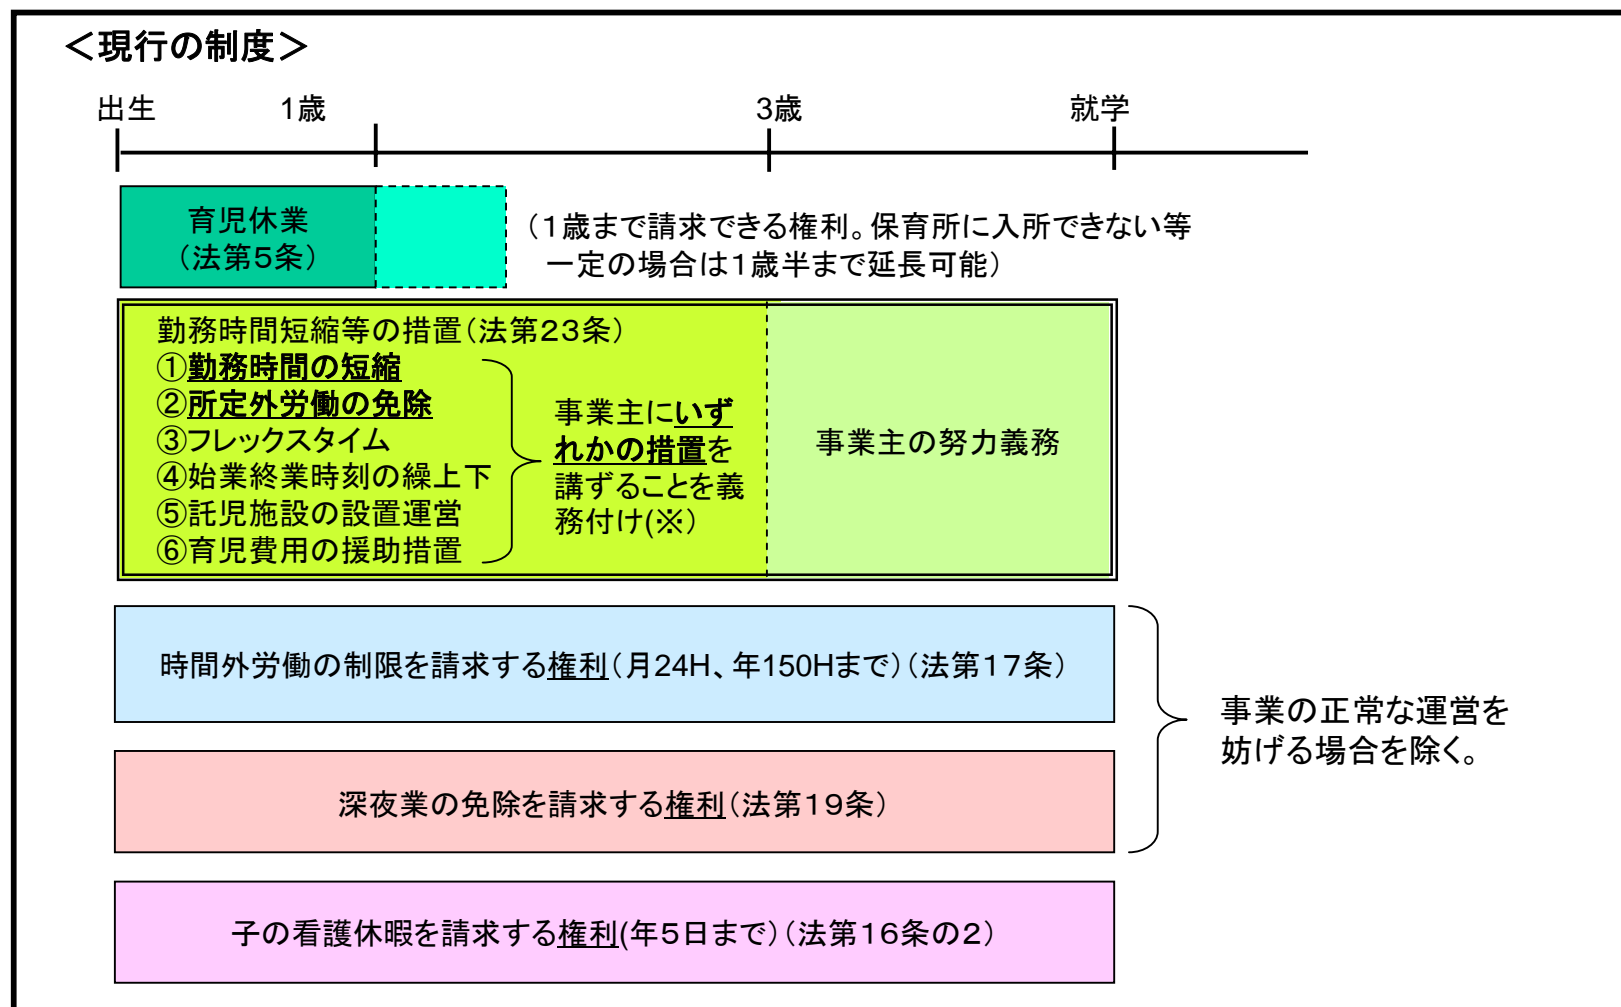 ＜現行の制度＞
出生
1歳
3歳
就学
育児休業
（法第５条）
（１歳まで請求できる権利。保育所に入所できない等
一定の場合は１歳半まで延長可能）
勤務時間短縮等の措置（法第２３条）
①勤務時間の短縮
②所定外労働の免除
③フレックスタイム
④始業終業時刻の繰上下
⑤託児施設の設置運営
⑥育児費用の援助措置
事業主にいず
れかの措置を
講ずることを義
務付け(※）
事業主の努力義務
時間外労働の制限を請求する権利（月24H、年150Hまで）（法第１７条）
深夜業の免除を請求する権利（法第１９条）
事業の正常な運営を
妨げる場合を除く。
子の看護休暇を請求する権利(年５日まで）（法第１６条の２）